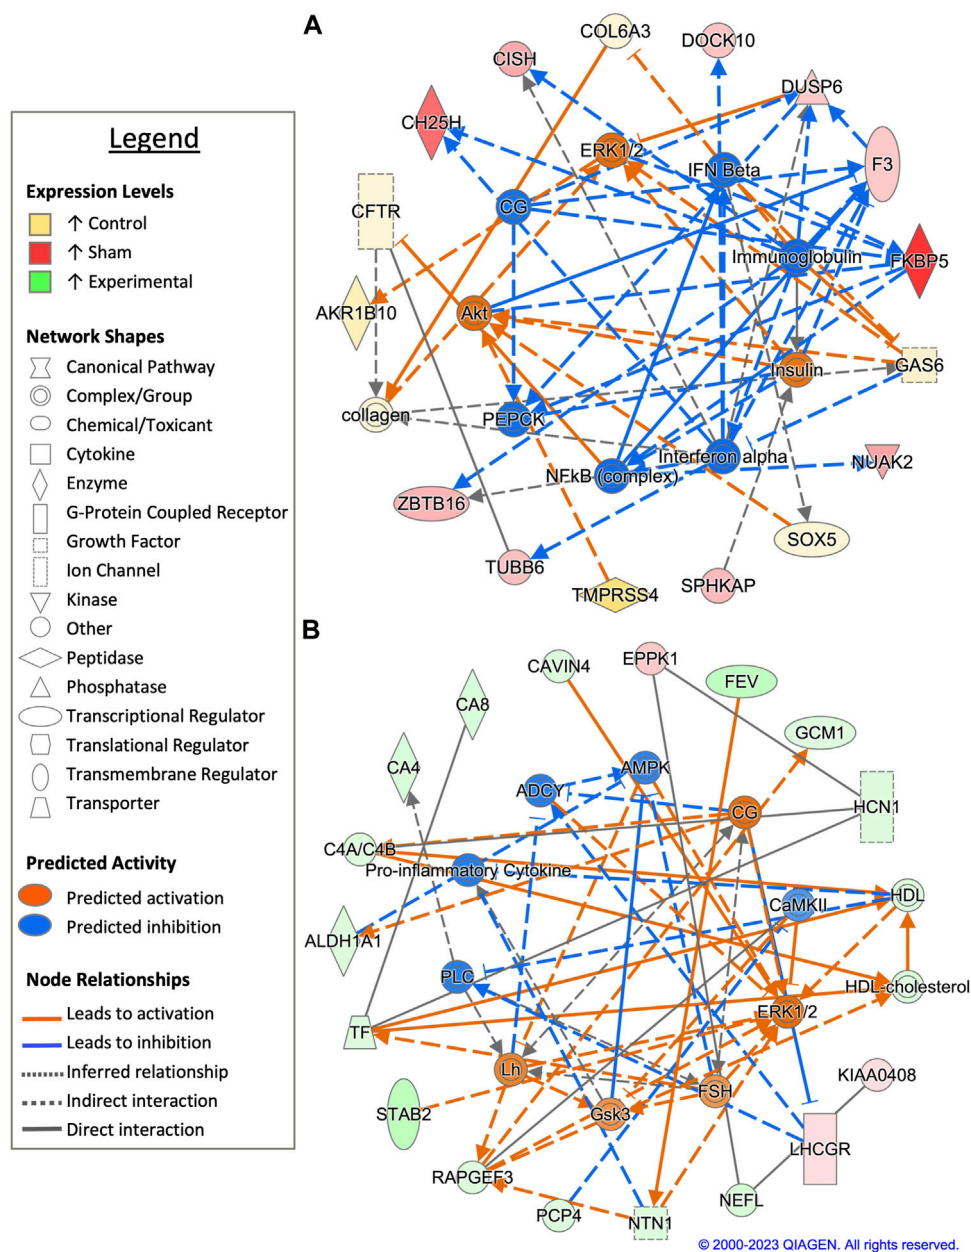 A
COL6A3
DOCK10
CISH
DUSP6
CH25H
ERK1/2
IFN Beta
F3
CFTR
CG
Immunoglobulin
FKBP5
AKR1B10
Akt
Insulin
GAS6
collagen
PEPCK
Interferon alpha
NUAK2
NFkB (complex)
ZBTB16
SOX5
TUBB6
SPHKAP
TMPRSS4
Legend
Expression Levels
↑ Control
↑ Sham
↑ Experimental
Network Shapes
Canonical Pathway
Complex/Group
Chemical/Toxicant
Cytokine
Enzyme
G-Protein Coupled Receptor
Growth Factor
Ion Channel
Kinase
Other
Peptidase
Phosphatase
Transcriptional Regulator
Translational Regulator
Transmembrane Regulator
Transporter
Predicted Activity
Predicted activation
Predicted inhibition
Node Relationships
Leads to activation
Leads to inhibition
Inferred relationship
Indirect interaction
Direct interaction
B
CAVIN4
EPPK1
FEV
CA8
GCM1
CA4
AMPK
ADCY
CG
HCN1
C4A/C4B
Pro-inflammatory Cytokine
HDL
CaMKII
ALDH1A1
PLC
HDL-cholesterol
ERK1/2
TF
Lh
KIAA0408
FSH
STAB2
Gsk3
LHCGR
RAPGEF3
NEFL
PCP4
NTN1
© 2000-2023 QIAGEN. All rights reserved.